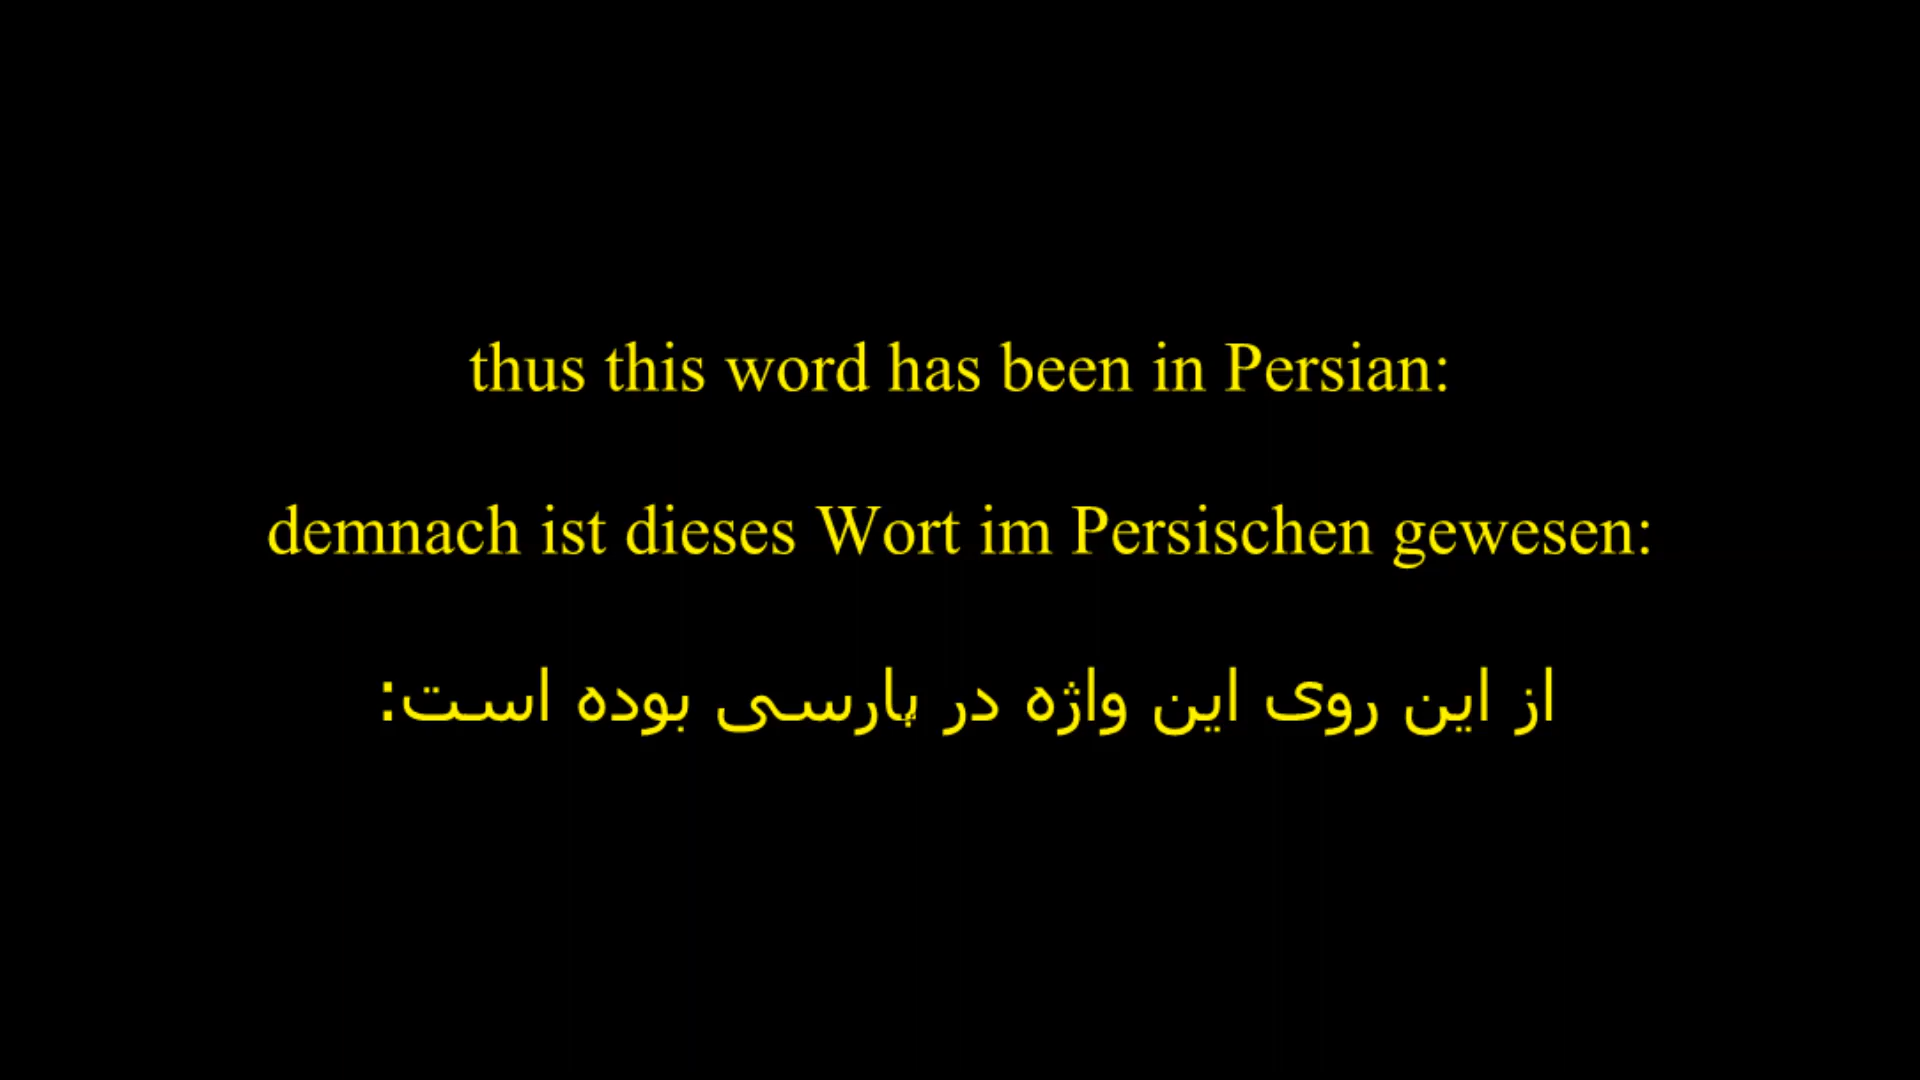 thus this word has been in Persian:
demnach ist dieses Wort im Persischen gewesen:
از این روی این واژه در پارسی بوده است: